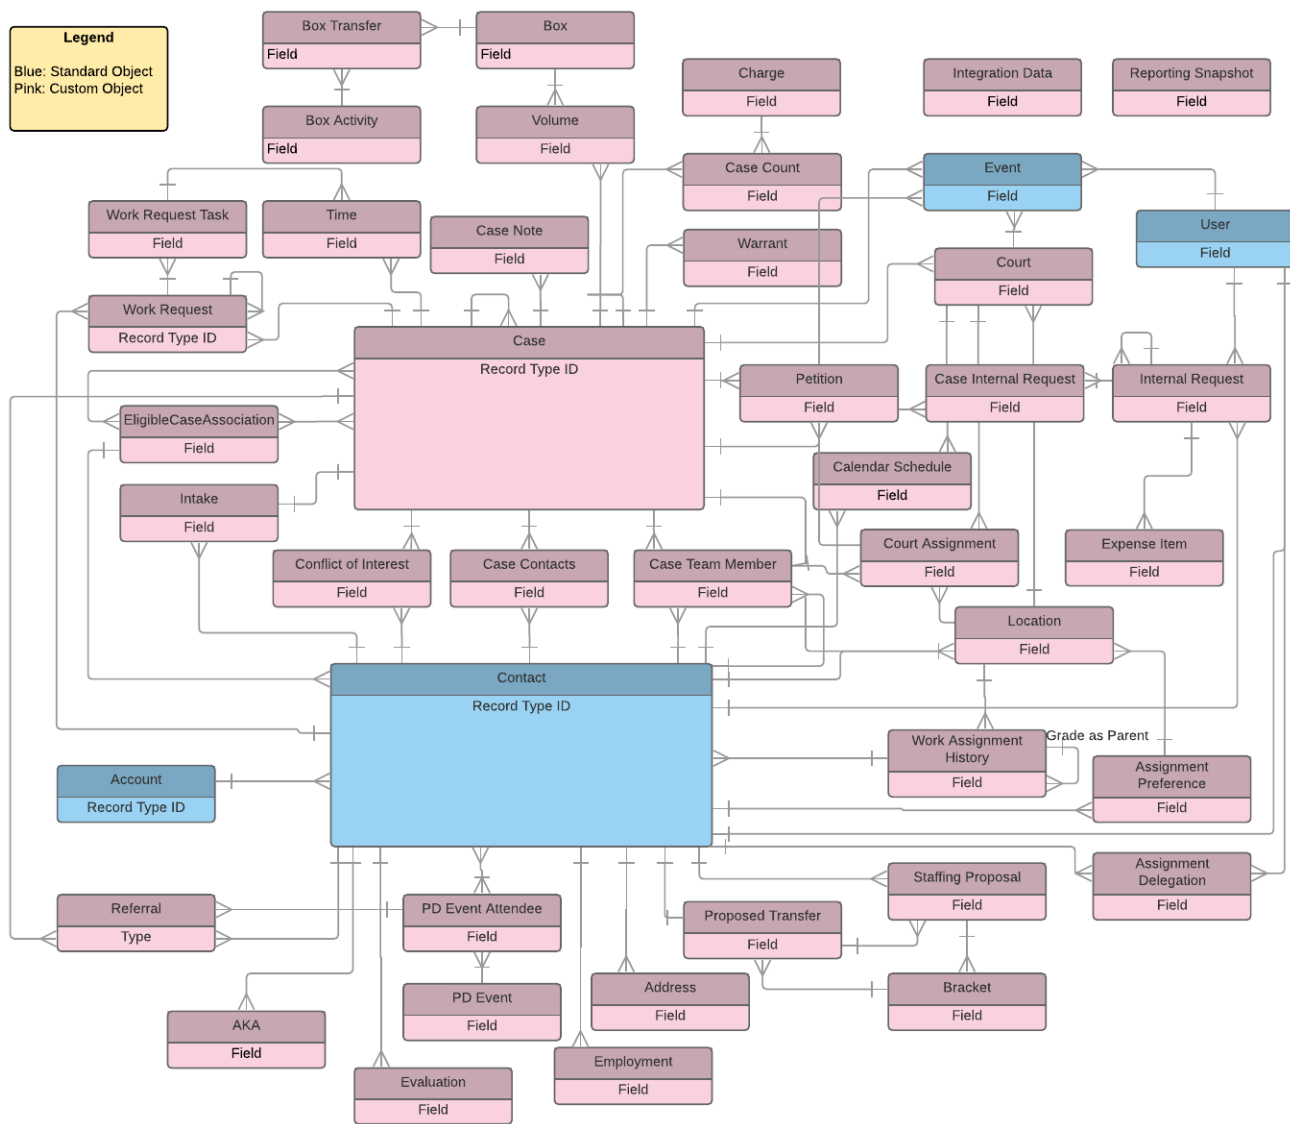 Legend
Blue: Standard Object
Pink: Custom Object
Box Transfer
Field
Box
Field
Charge
Field
Integration Data
Field
Reporting Snapshot
Field
Box Activity
Field
Volume
Field
Case Count
Field
Event
Field
Work Request Task
Field
Time
Field
Case Note
Field
Warrant
Field
User
Field
Court
Field
Work Request
Record Type ID
Case
Record Type ID
Petition
Field
Case Internal Request
Field
Internal Request
Field
EligibleCaseAssociation
Field
Calendar Schedule
Field
Intake
Field
Conflict of Interest
Field
Case Contacts
Field
Case Team Member
Field
Court Assignment
Field
Expense Item
Field
Location
Field
Contact
Record Type ID
Work Assignment
History
Field
Grade as Parent
Assignment
Preference
Field
Account
Record Type ID
Assignment
Delegation
Field
Staffing Proposal
Field
Referral
Type
PD Event Attendee
Field
Proposed Transfer
Field
PD Event
Field
Address
Field
Bracket
Field
AKA
Field
Employment
Field
Evaluation
Field